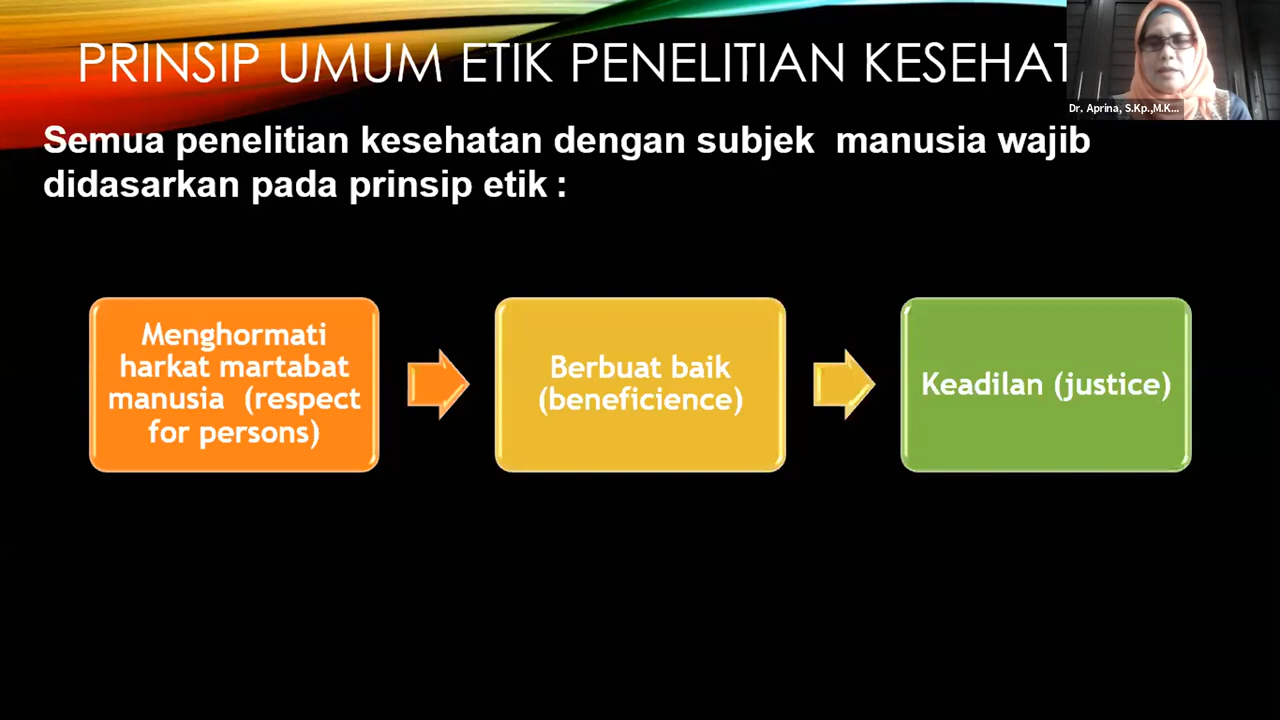 PRINSIP UMUM ETIK PENELITIAN KESEHAT
Dr. Aprina, S.Kp.,M.K...
Semua penelitian kesehatan dengan subjek manusia wajib
didasarkan pada prinsip etik :
Menghormati
harkat martabat
manusia (respect
for persons)
Berbuat baik
(beneficience)
Keadilan (justice)